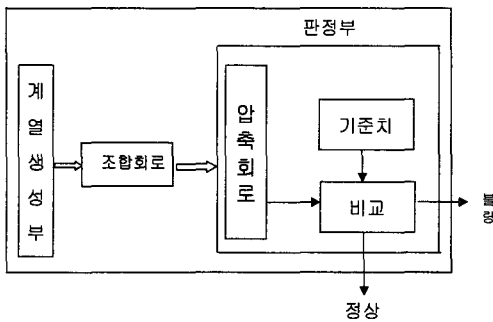 판정부
계열생성부
조합회로
압축회로
기준치
비교
불량
정상